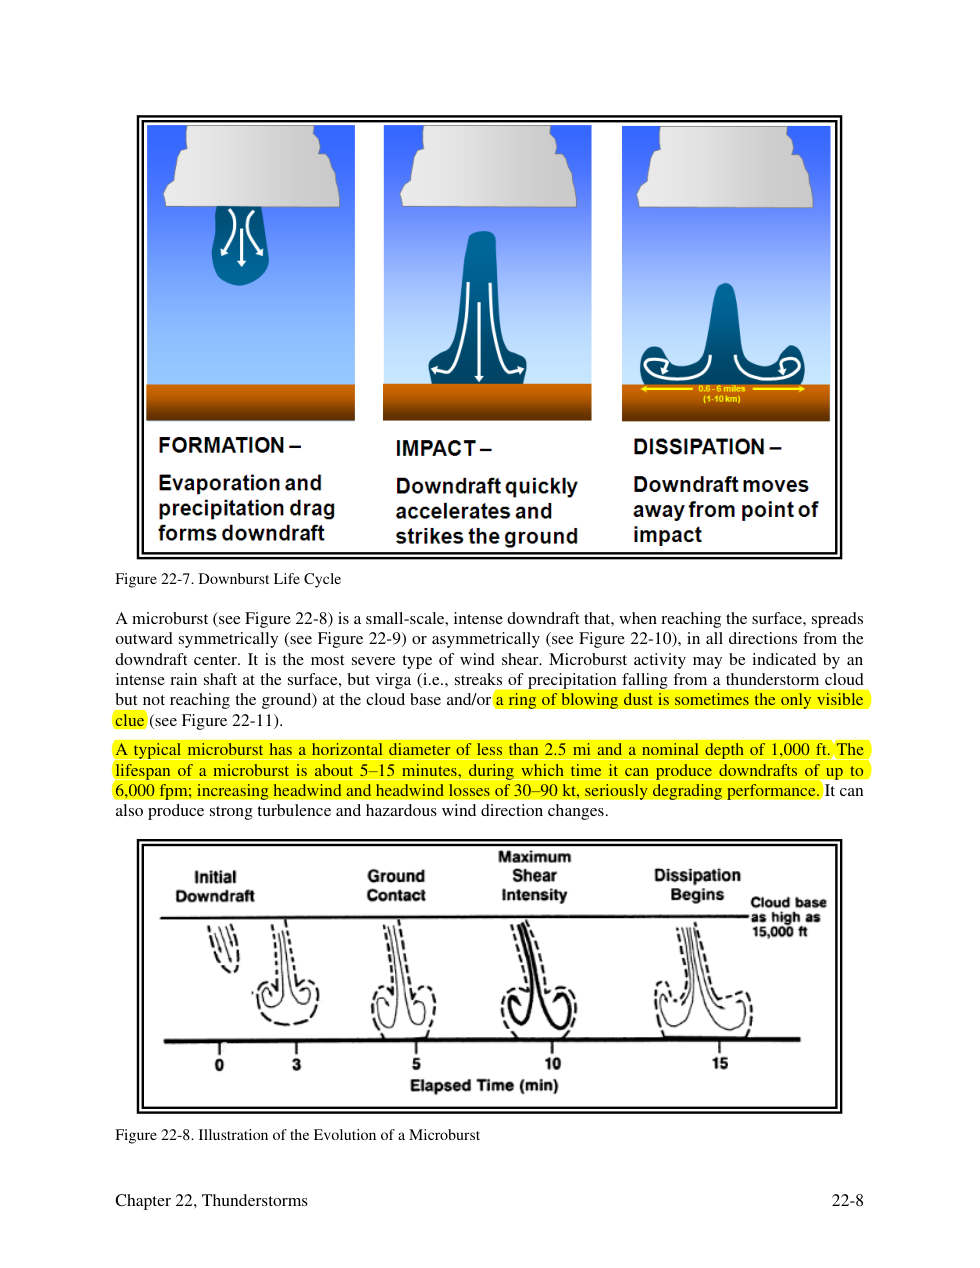 0.6 - 6 miles
(1-10 km)
FORMATION –
Evaporation and
precipitation drag
forms downdraft
IMPACT –
Downdraft quickly
accelerates and
strikes the ground
DISSIPATION –
Downdraft moves
away from point of
impact
Figure 22-7. Downburst Life Cycle
A microburst (see Figure 22-8) is a small-scale, intense downdraft that, when reaching the surface, spreads
outward symmetrically (see Figure 22-9) or asymmetrically (see Figure 22-10), in all directions from the
downdraft center. It is the most severe type of wind shear. Microburst activity may be indicated by an
intense rain shaft at the surface, but virga (i.e., streaks of precipitation falling from a thunderstorm cloud
but not reaching the ground) at the cloud base and/or a ring of blowing dust is sometimes the only visible
clue (see Figure 22-11).
A typical microburst has a horizontal diameter of less than 2.5 mi and a nominal depth of 1,000 ft. The
lifespan of a microburst is about 5–15 minutes, during which time it can produce downdrafts of up to
6,000 fpm; increasing headwind and headwind losses of 30–90 kt, seriously degrading performance. It can
also produce strong turbulence and hazardous wind direction changes.
Initial
Downdraft
Ground
Contact
Maximum
Shear
Intensity
Dissipation
Begins
Cloud base
as high as
15,000 ft
0 3 5 10 15
Elapsed Time (min)
Figure 22-8. Illustration of the Evolution of a Microburst
Chapter 22, Thunderstorms 22-8